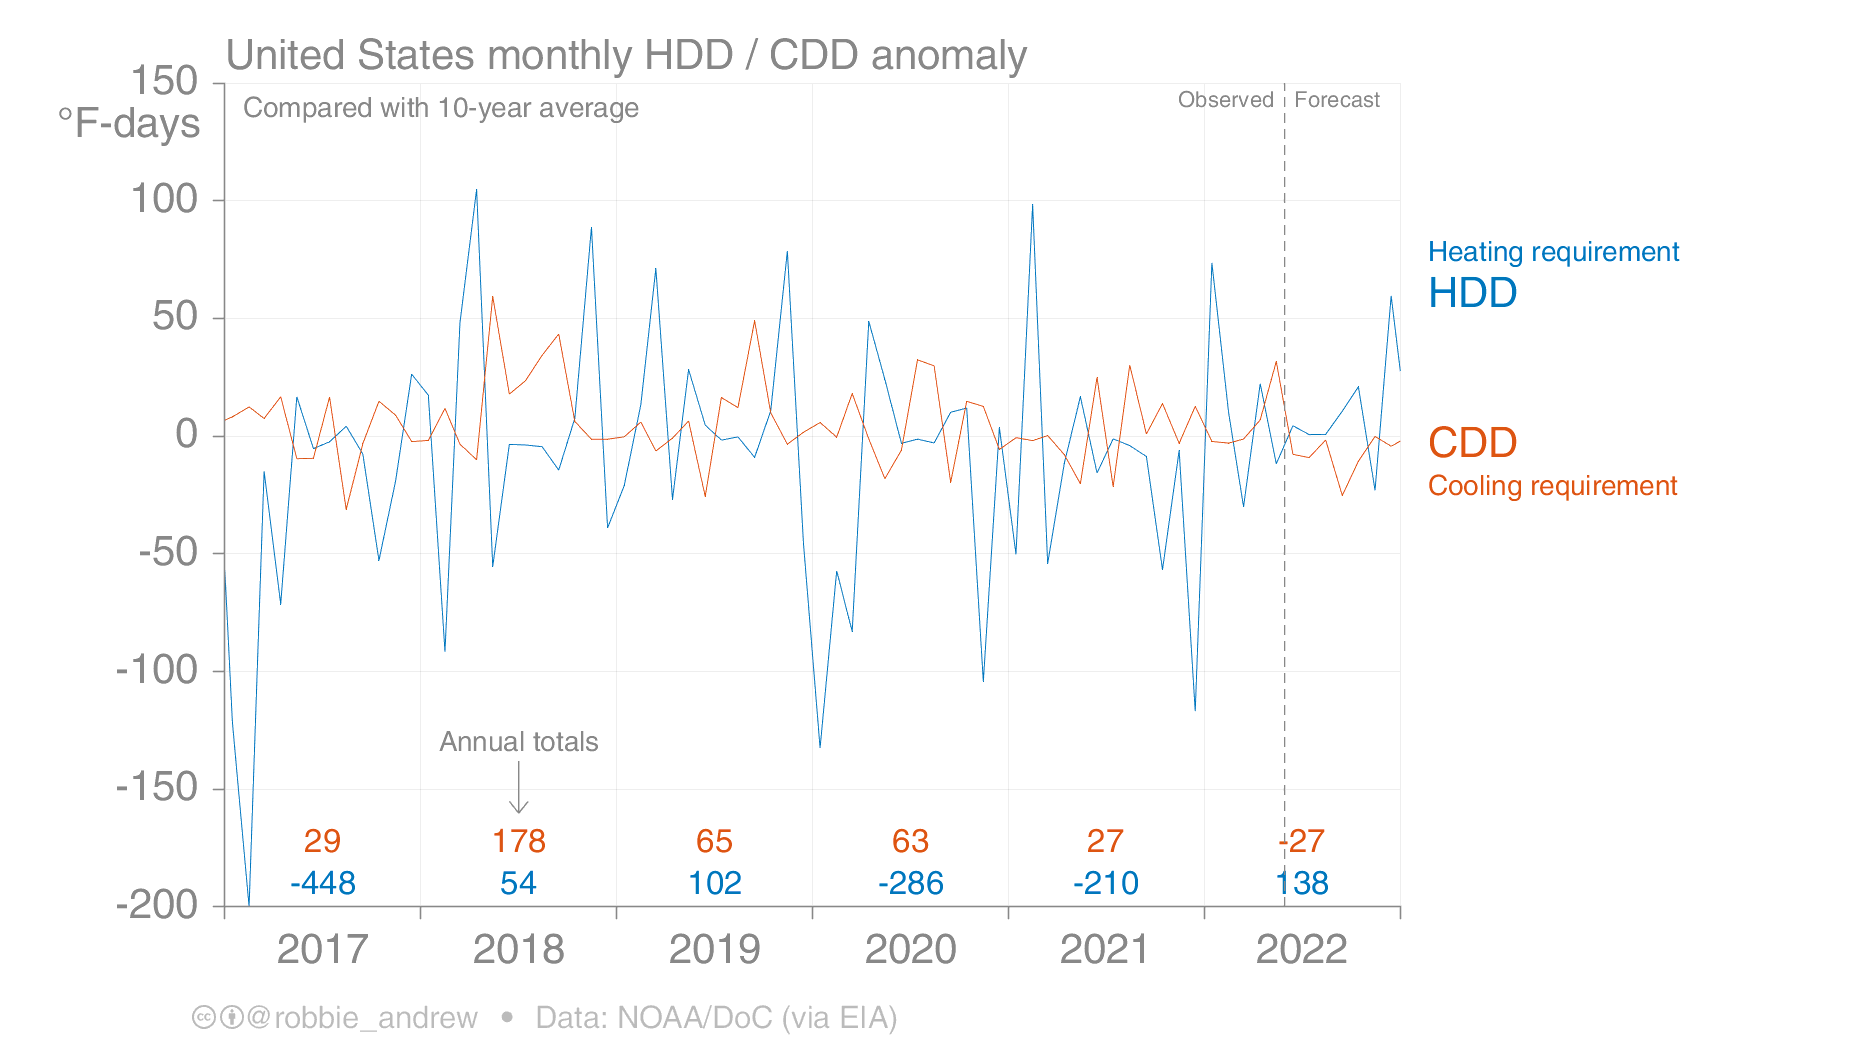 United States monthly HDD / CDD anomaly
150
°F-days
Compared with 10-year average
Observed
Forecast
100
50
0
-50
-100
-150
-200
Heating requirement
HDD
CDD
Cooling requirement
Annual totals
29 178 65 63 27 -27
-448 54 102 -286 -210 138
2017 2018 2019 2020 2021 2022
cc @robbie_andrew • Data: NOAA/DoC (via EIA)